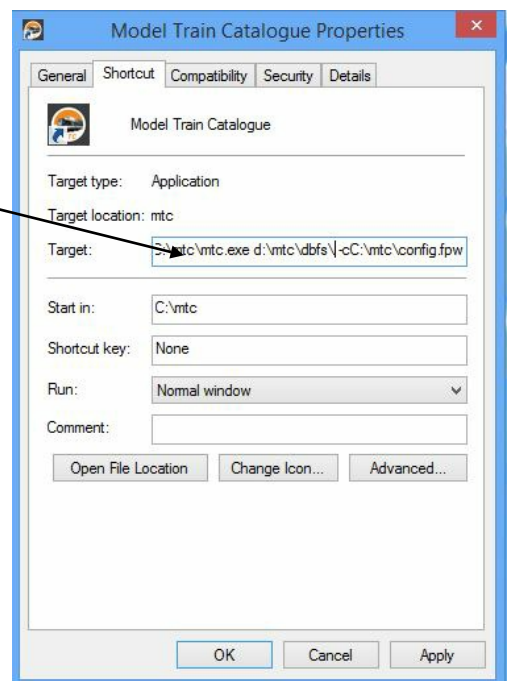 Model Train Catalogue Properties
General Shortcut Compatibility Security Details
Model Train Catalogue
Target type: Application
Target location: mtc
Target: :\mtc\mtc.exe d:\mtc\dbfs\ -cC:\mtc\config.fpw
Start in: C:\mtc
Shortcut key: None
Run: Normal window
Comment:
Open File Location Change Icon... Advanced...
OK Cancel Apply